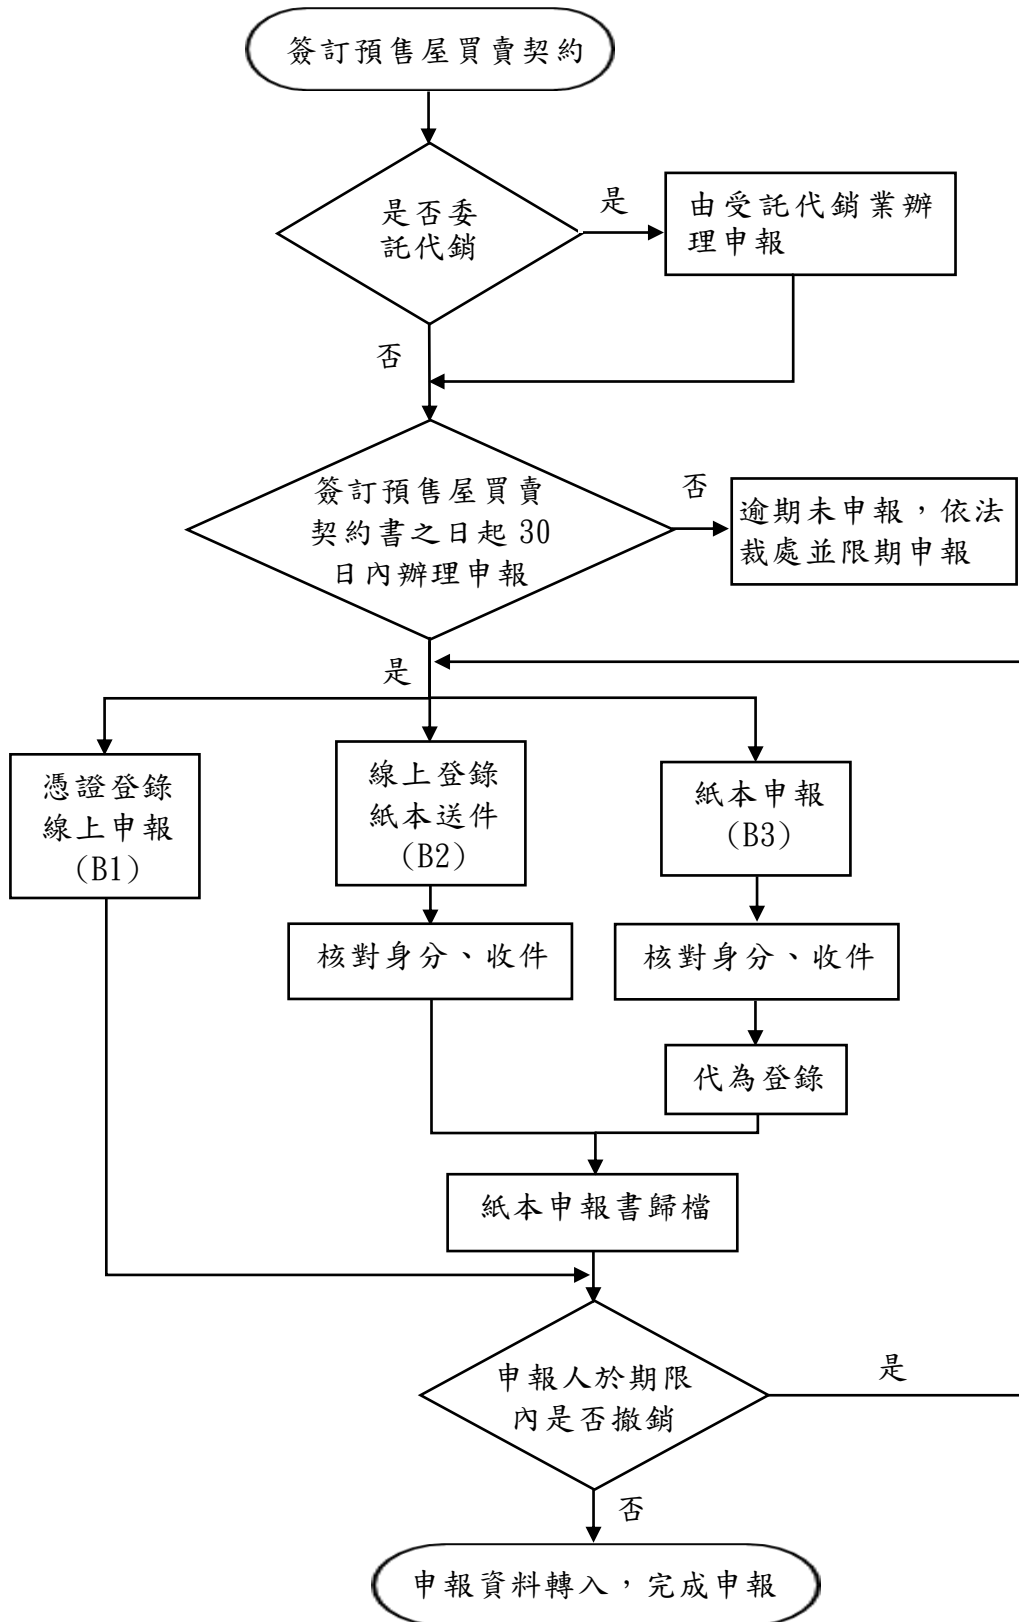 簽訂預售屋買賣契約
是否委
託代銷
是
由受託代銷業辦
理申報
否
簽訂預售屋買賣
契約書之日起 30
日內辦理申報
否
逾期未申報，依法
裁處並限期申報
是
憑證登錄
線上申報
(B1)
線上登錄
紙本送件
(B2)
紙本申報
(B3)
核對身分、收件
核對身分、收件
代為登錄
紙本申報書歸檔
申報人於期限
內是否撤銷
是
否
申報資料轉入，完成申報